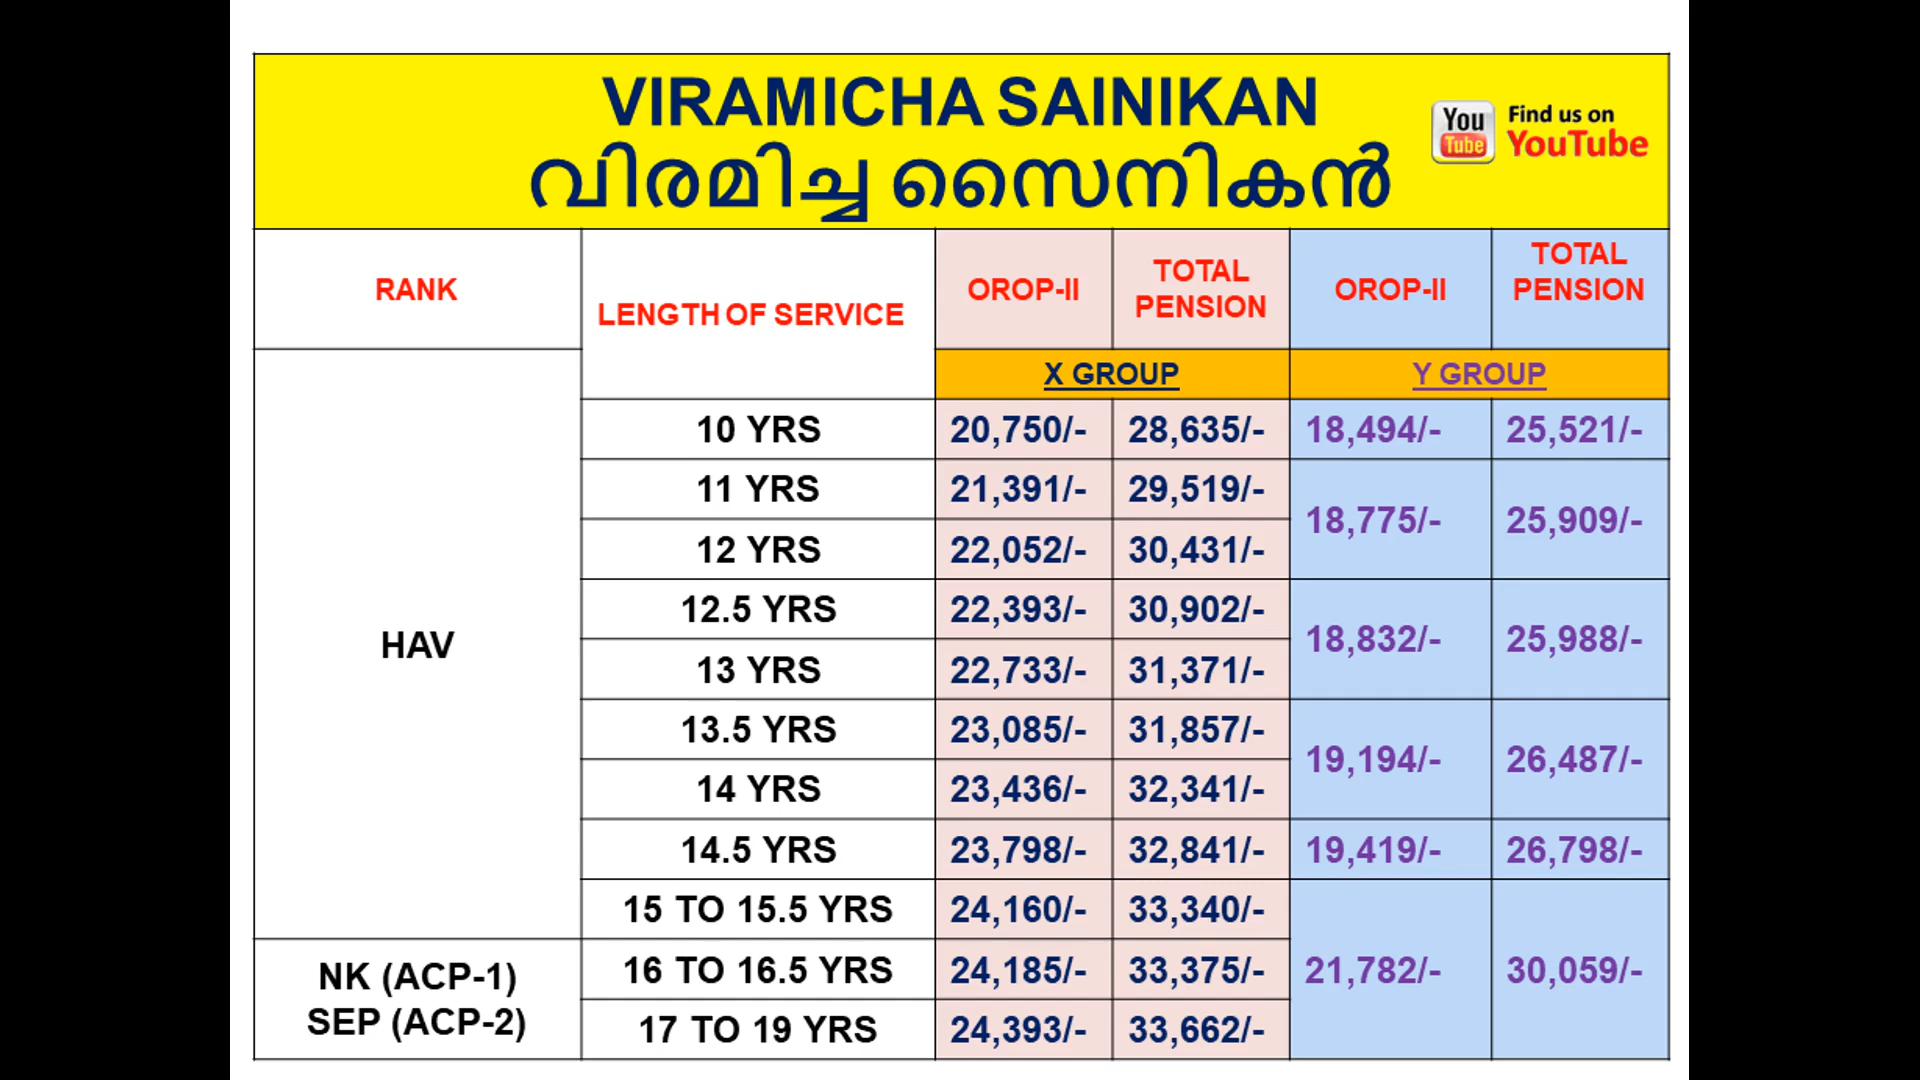 VIRAMICHA SAINIKAN
വിരമിച്ച സൈനികൻ
You
Tube
Find us on
YouTube
RANK
LENGTH OF SERVICE
OROP-II
TOTAL
PENSION
OROP-II
TOTAL
PENSION
X GROUP
Y GROUP
HAV
10 YRS 20,750/- 28,635/- 18,494/- 25,521/-
11 YRS 21,391/- 29,519/-
18,775/- 25,909/-
12 YRS 22,052/- 30,431/-
12.5 YRS 22,393/- 30,902/-
18,832/- 25,988/-
13 YRS 22,733/- 31,371/-
13.5 YRS 23,085/- 31,857/-
19,194/- 26,487/-
14 YRS 23,436/- 32,341/-
14.5 YRS 23,798/- 32,841/- 19,419/- 26,798/-
15 TO 15.5 YRS 24,160/- 33,340/-
NK (ACP-1)
SEP (ACP-2)
16 TO 16.5 YRS 24,185/- 33,375/- 21,782/- 30,059/-
17 TO 19 YRS 24,393/- 33,662/-